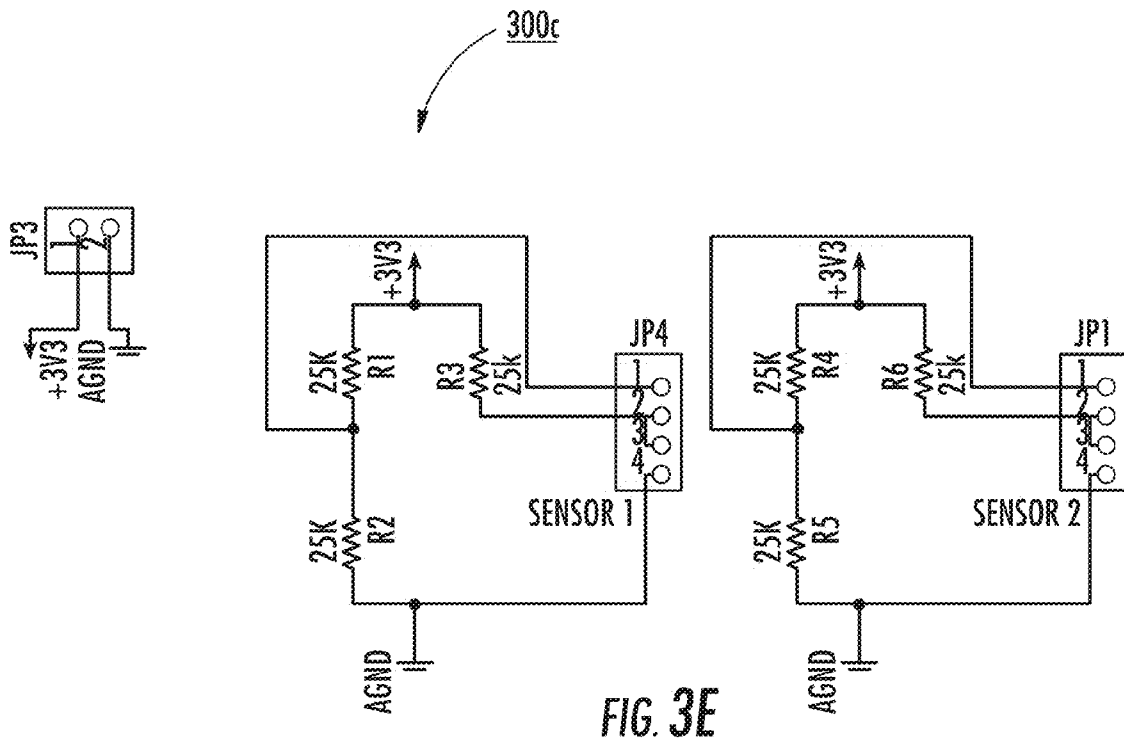 300c
JP3
1
2
+3V3
AGND
+3V3
25K
R1
R3
25k
JP4
1
2
3
4
25K
R2
SENSOR 1
AGND
+3V3
25K
R4
R6
25k
JP1
1
2
3
4
25K
R5
SENSOR 2
AGND
FIG. 3E